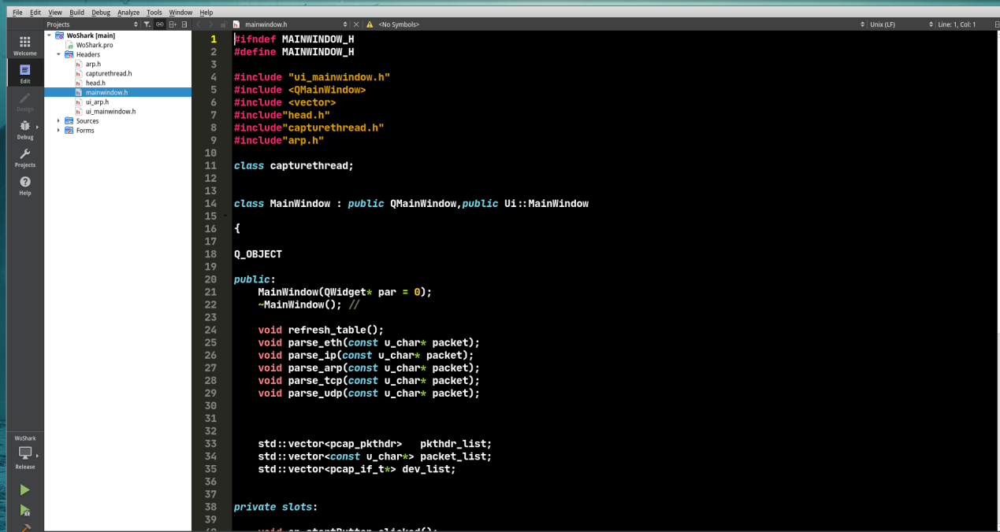 File Edit View Build Debug Analyze Tools Window Help
Projects
mainwindow.h
<No Symbols>
Unix (LF)
Line: 1, Col: 1
Welcome
Edit
Design
Debug
Projects
Help
WoShark
Release
WoShark [main]
WoShark.pro
Headers
arp.h
capturethread.h
head.h
mainwindow.h
ui_arp.h
ui_mainwindow.h
Sources
Forms
1 #ifndef MAINWINDOW_H
2 #define MAINWINDOW_H
3
4 #include "ui_mainwindow.h"
5 #include <QMainWindow>
6 #include <vector>
7 #include"head.h"
8 #include"capturethread.h"
9 #include"arp.h"
10
11 class capturethread;
12
13
14 class MainWindow : public QMainWindow,public Ui::MainWindow
15
16 {
17
18 Q_OBJECT
19
20 public:
21 MainWindow(QWidget* par = 0);
22 ~MainWindow(); //
23
24 void refresh_table();
25 void parse_eth(const u_char* packet);
26 void parse_ip(const u_char* packet);
27 void parse_arp(const u_char* packet);
28 void parse_tcp(const u_char* packet);
29 void parse_udp(const u_char* packet);
30
31
32
33 std::vector<pcap_pkthdr> pkthdr_list;
34 std::vector<const u_char*> packet_list;
35 std::vector<pcap_if_t*> dev_list;
36
37
38 private slots:
39
40 void on_startButton_clicked();